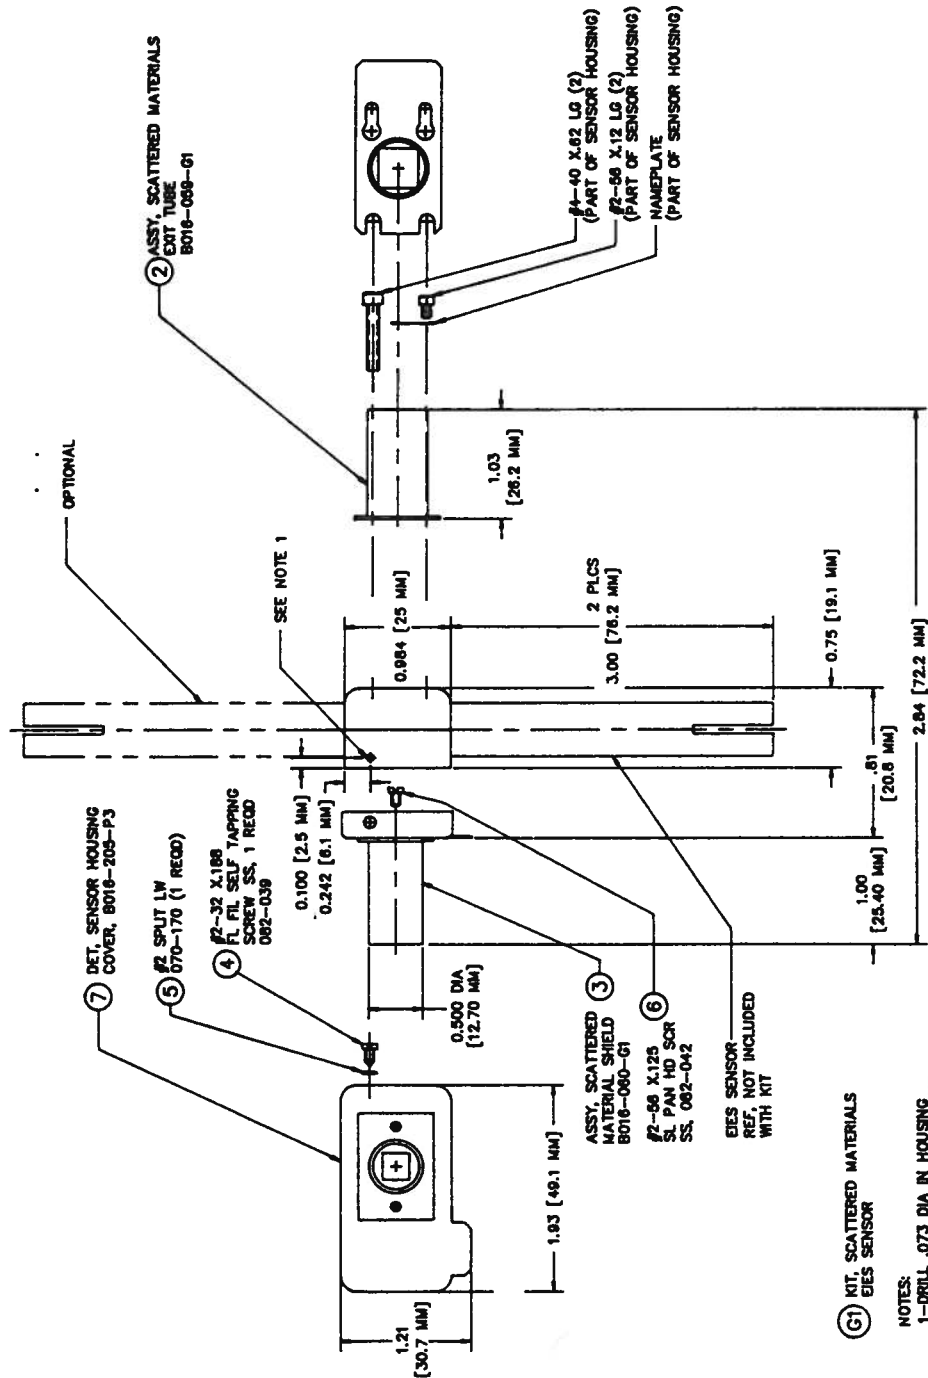 7
DET, SENSOR HOUSING
COVER, B016-205-P3
5
#2 SPLIT LW
070-170 (1 REQD)
4
#2-32 X.188
FL FIL SELF TAPPING
SCREW SS, 1 REQD
082-039
OPTIONAL
2
ASSY, SCATTERED MATERIALS
EXIT TUBE
B016-059-G1
SEE NOTE 1
0.100 [2.5 MM]
0.242 [6.1 MM]
0.984 [25 MM]
1.21
[30.7 MM]
0.500 DIA
[12.70 MM]
1.03
[26.2 MM]
1.93 [49.1 MM]
2 PLCS
3.00 [76.2 MM]
#4-40 X.62 LG (2)
(PART OF SENSOR HOUSING)
#2-56 X.12 LG (2)
(PART OF SENSOR HOUSING)
NAMEPLATE
(PART OF SENSOR HOUSING)
3
ASSY, SCATTERED
MATERIAL SHIELD
B016-060-G1
6
#2-56 X.125
SL PAN HD SCR
SS, 082-042
EIES SENSOR
REF, NOT INCLUDED
WITH KIT
0.75 [19.1 MM]
.81
[20.8 MM]
1.00
[25.40 MM]
2.84 [72.2 MM]
G1
KIT, SCATTERED MATERIALS
EIES SENSOR
NOTES:
1-DRILL .073 DIA IN HOUSING